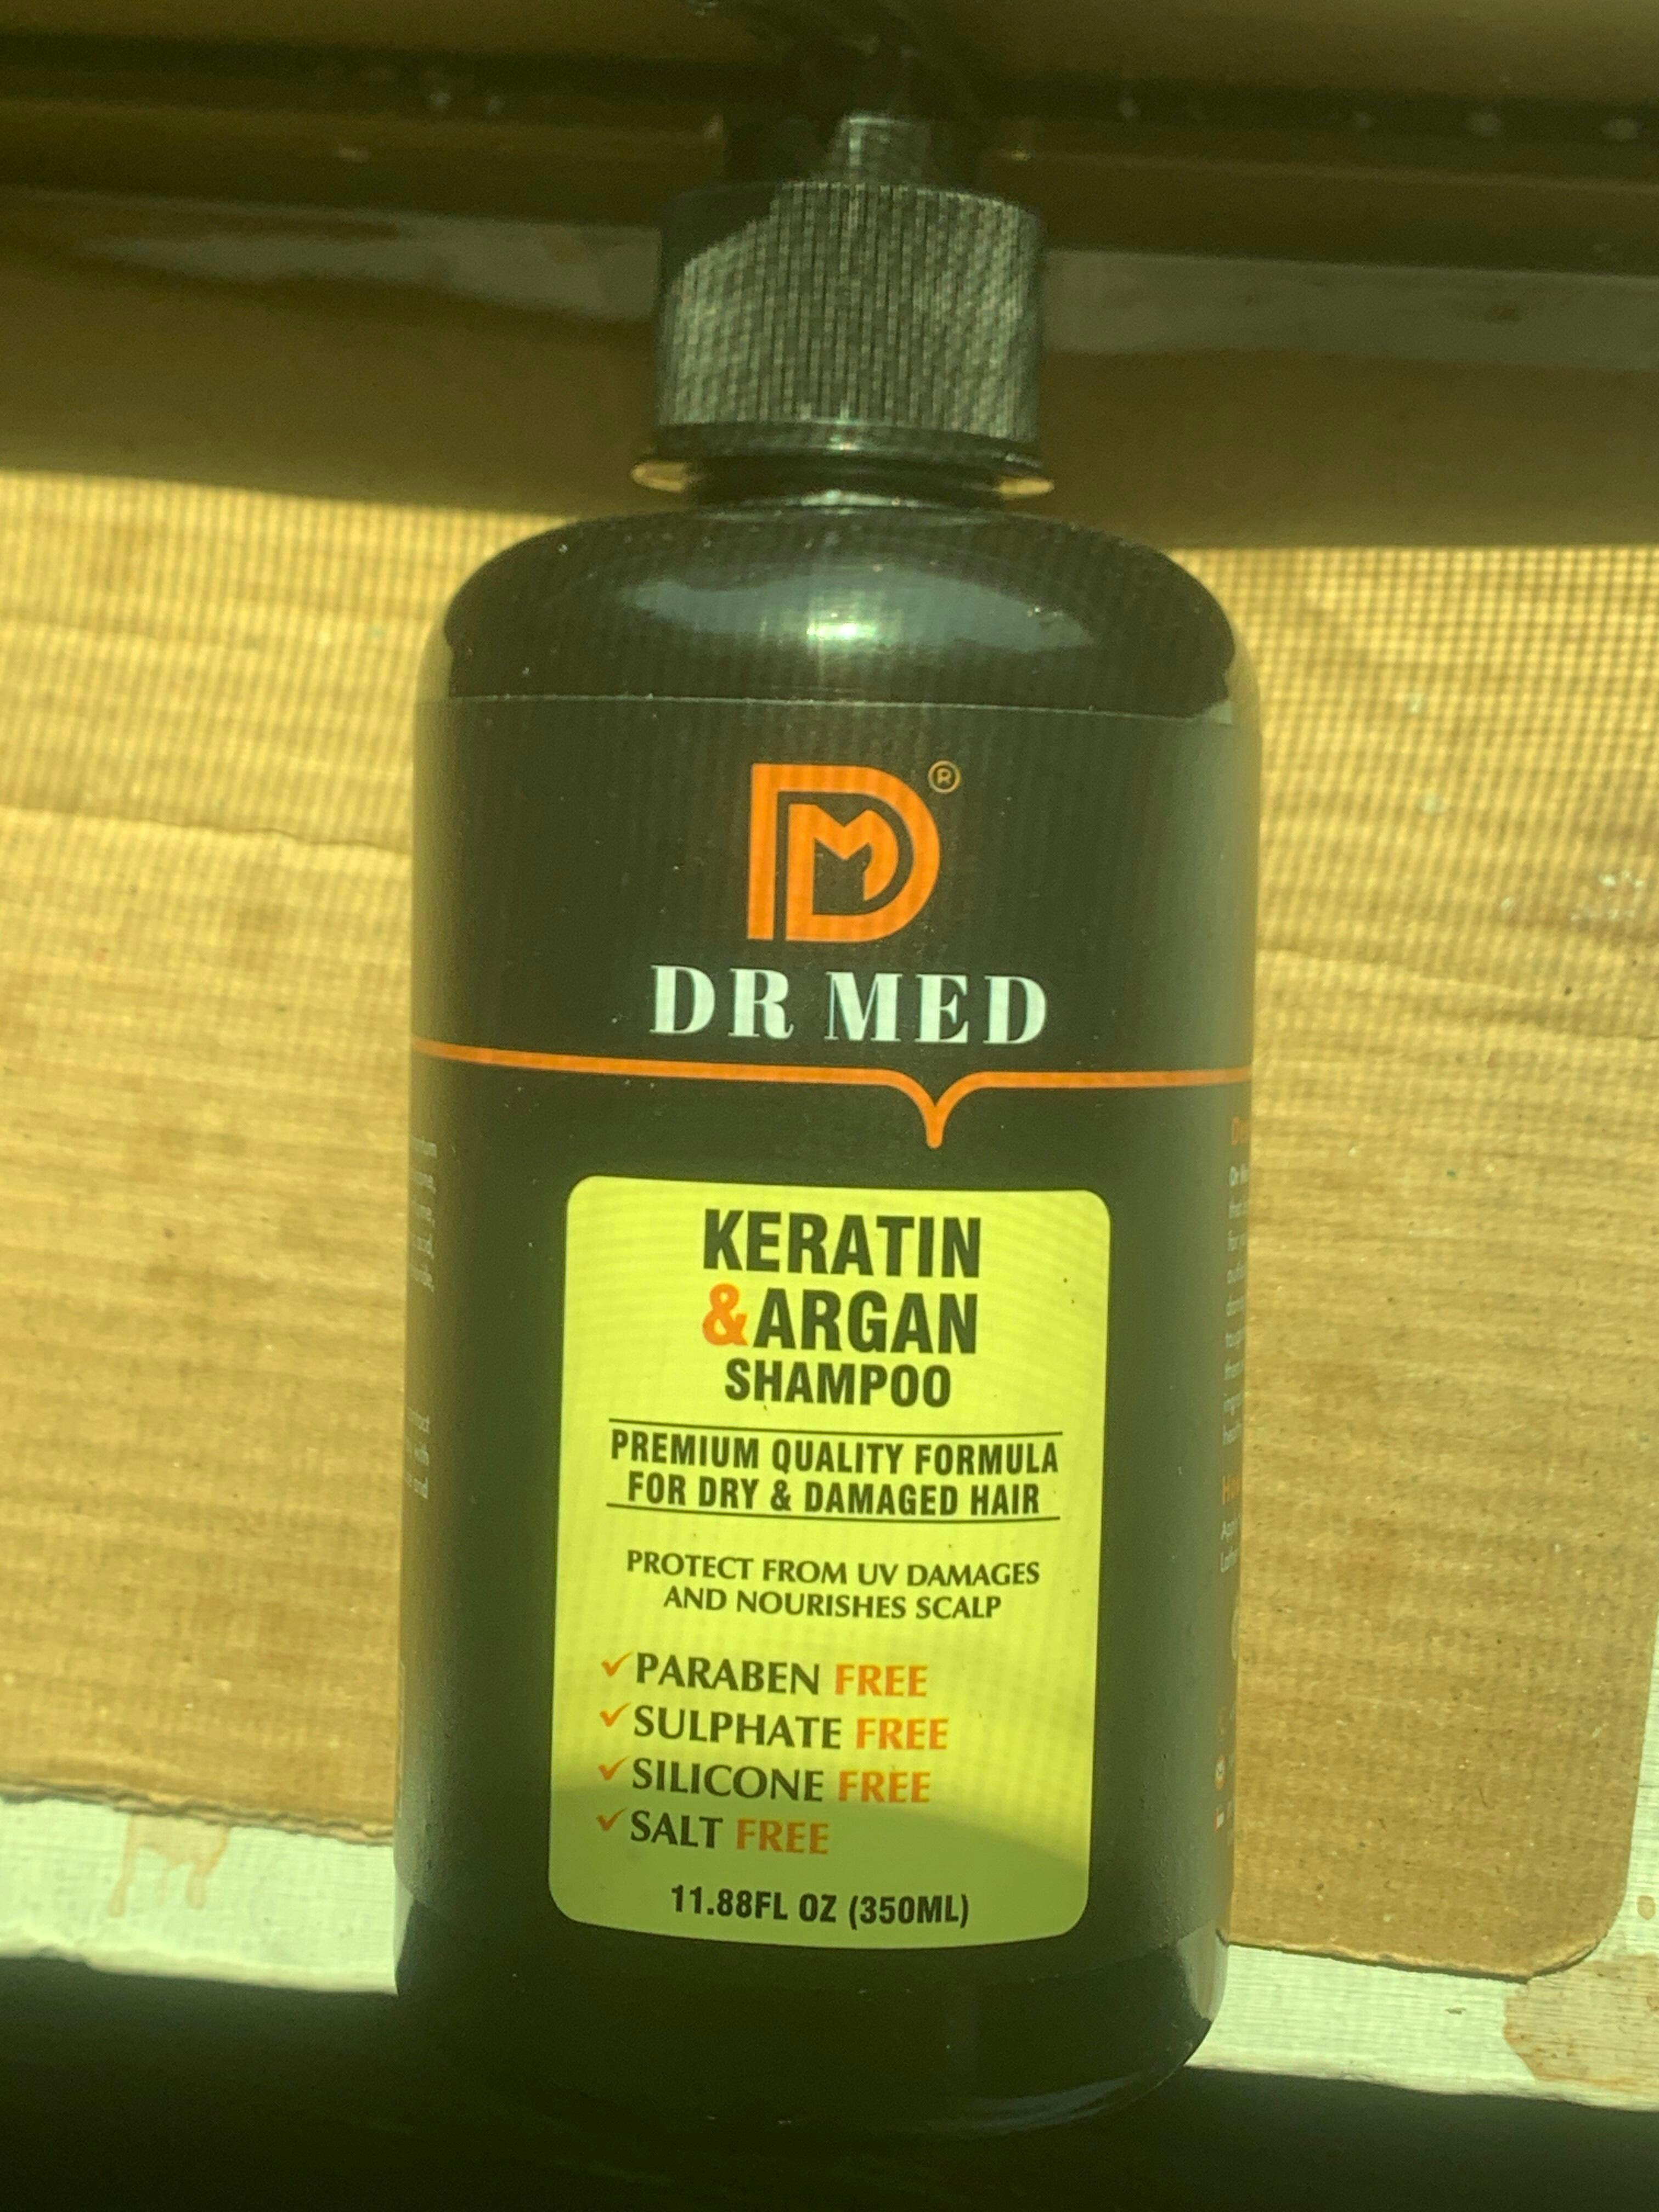 ®
DR MED
KERATIN
&ARGAN
SHAMPOO
PREMIUM QUALITY FORMULA
FOR DRY & DAMAGED HAIR
PROTECT FROM UV DAMAGES
AND NOURISHES SCALP
✓PARABEN FREE
✓SULPHATE FREE
✓SILICONE FREE
✓SALT FREE
11.88FL OZ (350ML)